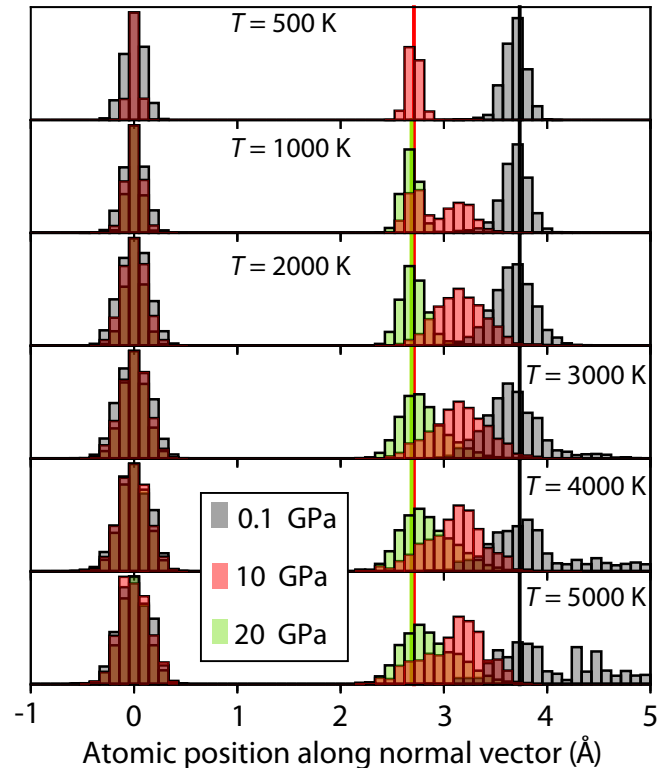 T = 500 K
T = 1000 K
T = 2000 K
T = 3000 K
T = 4000 K
0.1 GPa
10 GPa
20 GPa
T = 5000 K
-1 0 1 2 3 4 5
Atomic position along normal vector (Å)